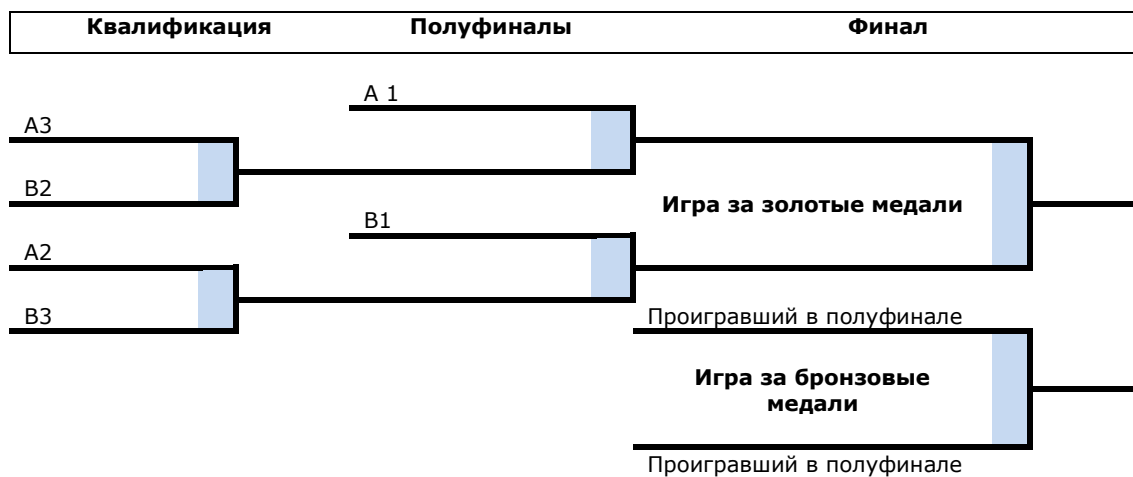 Квалификация Полуфиналы Финал
А 1
А3
В2
В1
Игра за золотые медали
А2
В3
Проигравший в полуфинале
Игра за бронзовые
медали
Проигравший в полуфинале